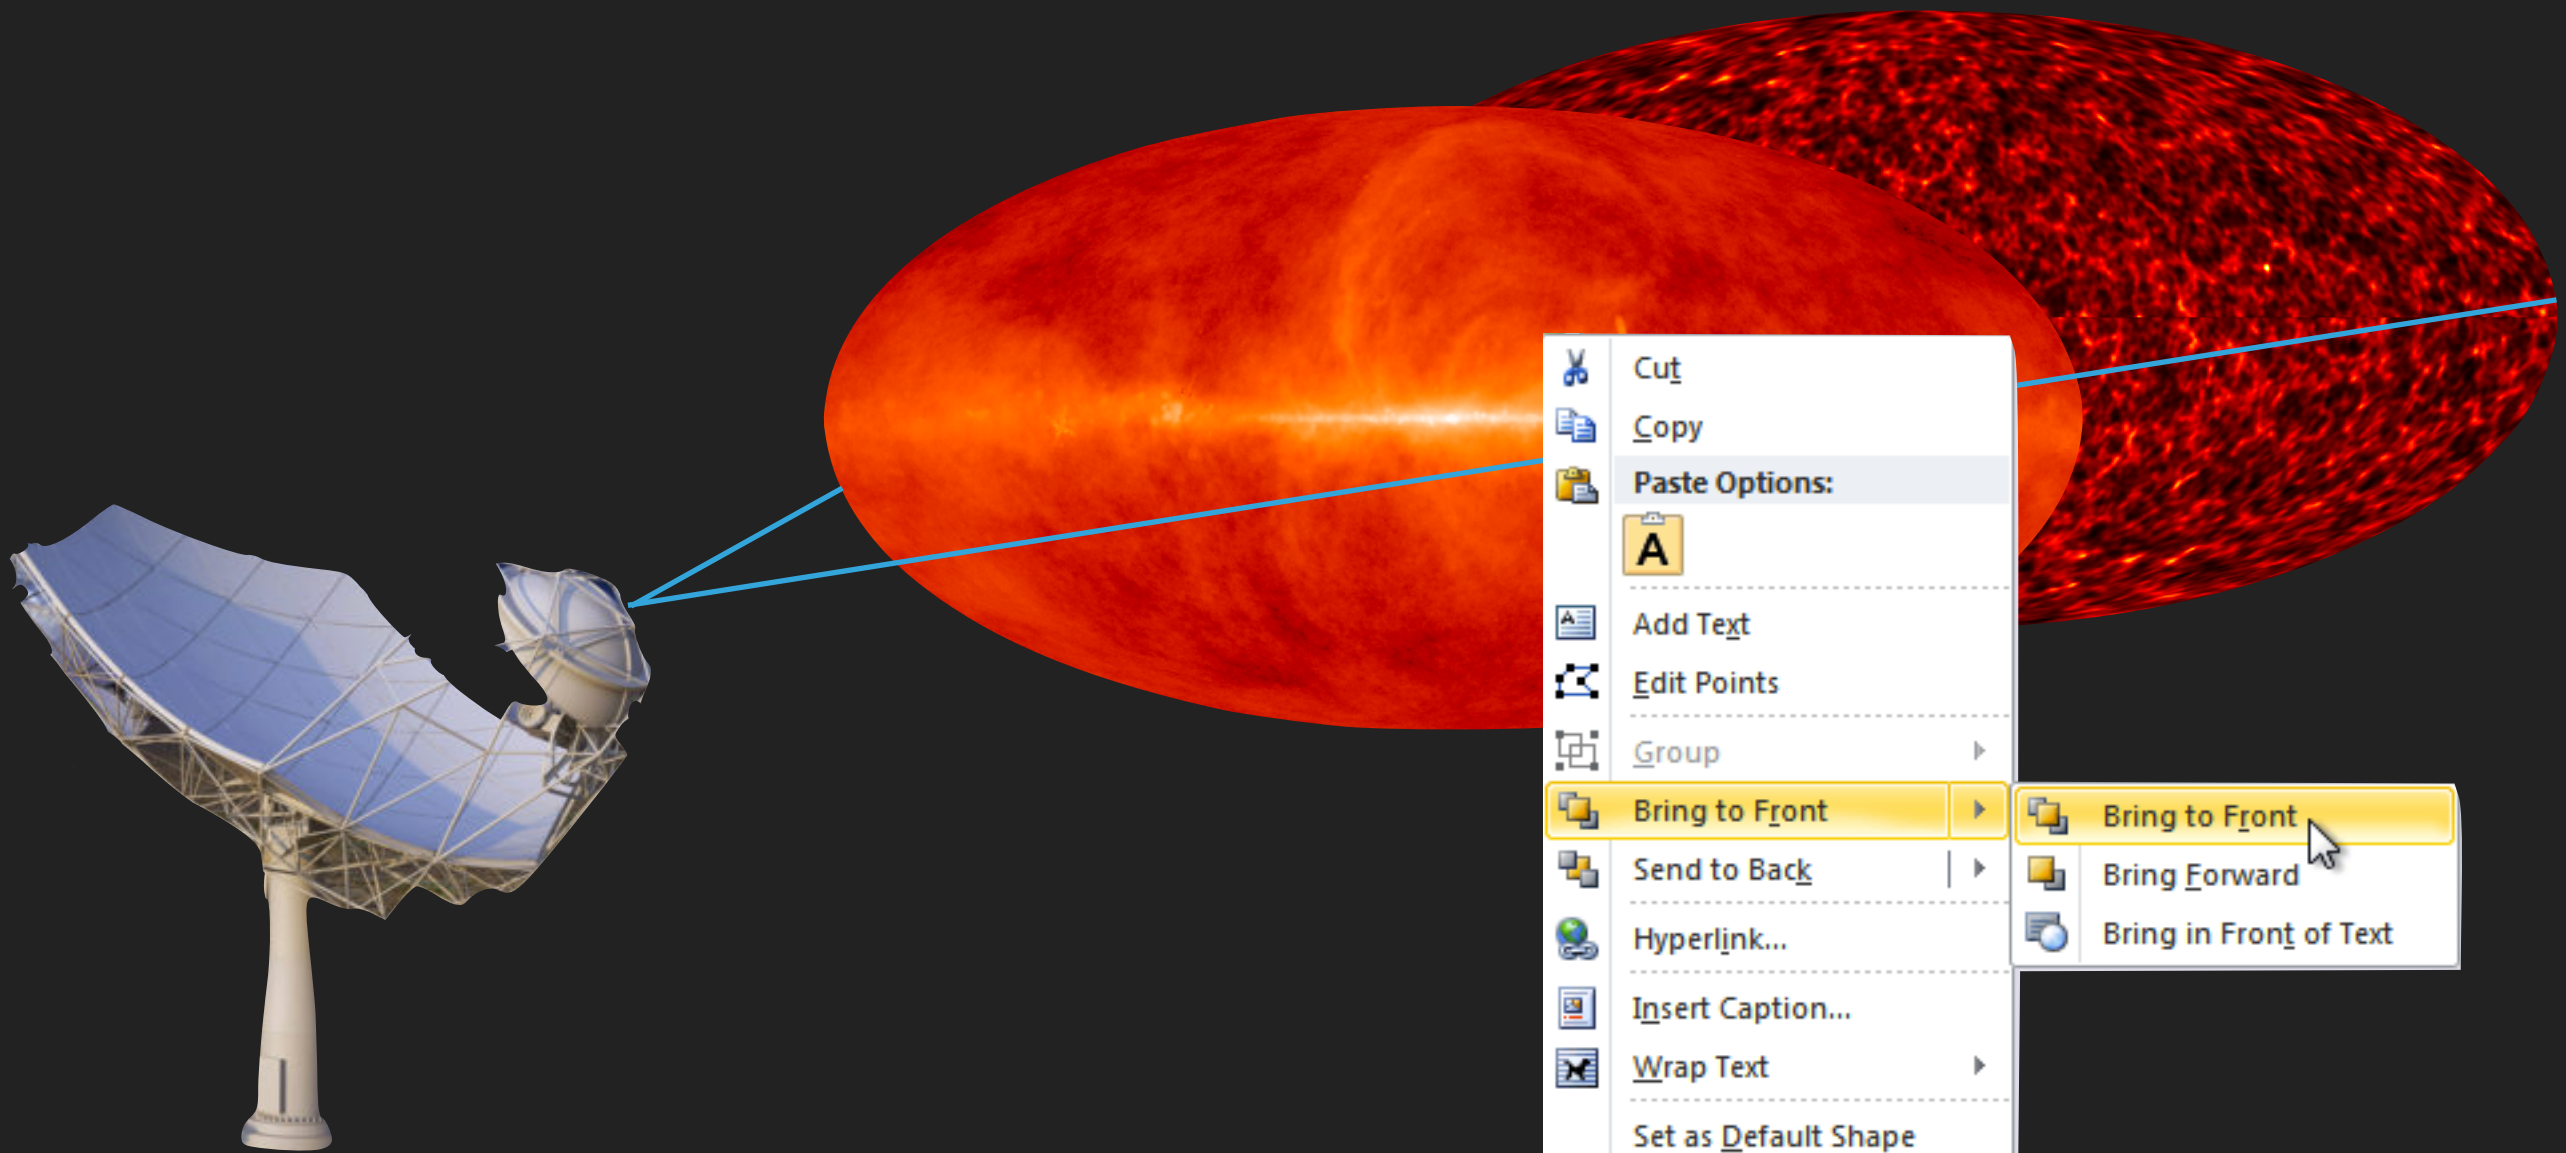 Cut
Copy
Paste Options:
A
Add Text
Edit Points
Group
Bring to Front
Send to Back
Hyperlink...
Insert Caption...
Wrap Text
Set as Default Shape
Bring to Front
Bring Forward
Bring in Front of Text